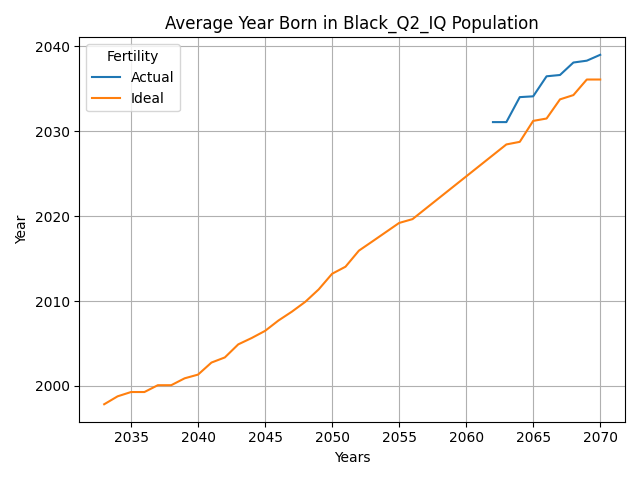 Average Year Born in Black_Q2_IQ Population
Fertility
Actual
Ideal
2040
2030
2020
2010
2000
Year
2035 2040 2045 2050 2055 2060 2065 2070
Years